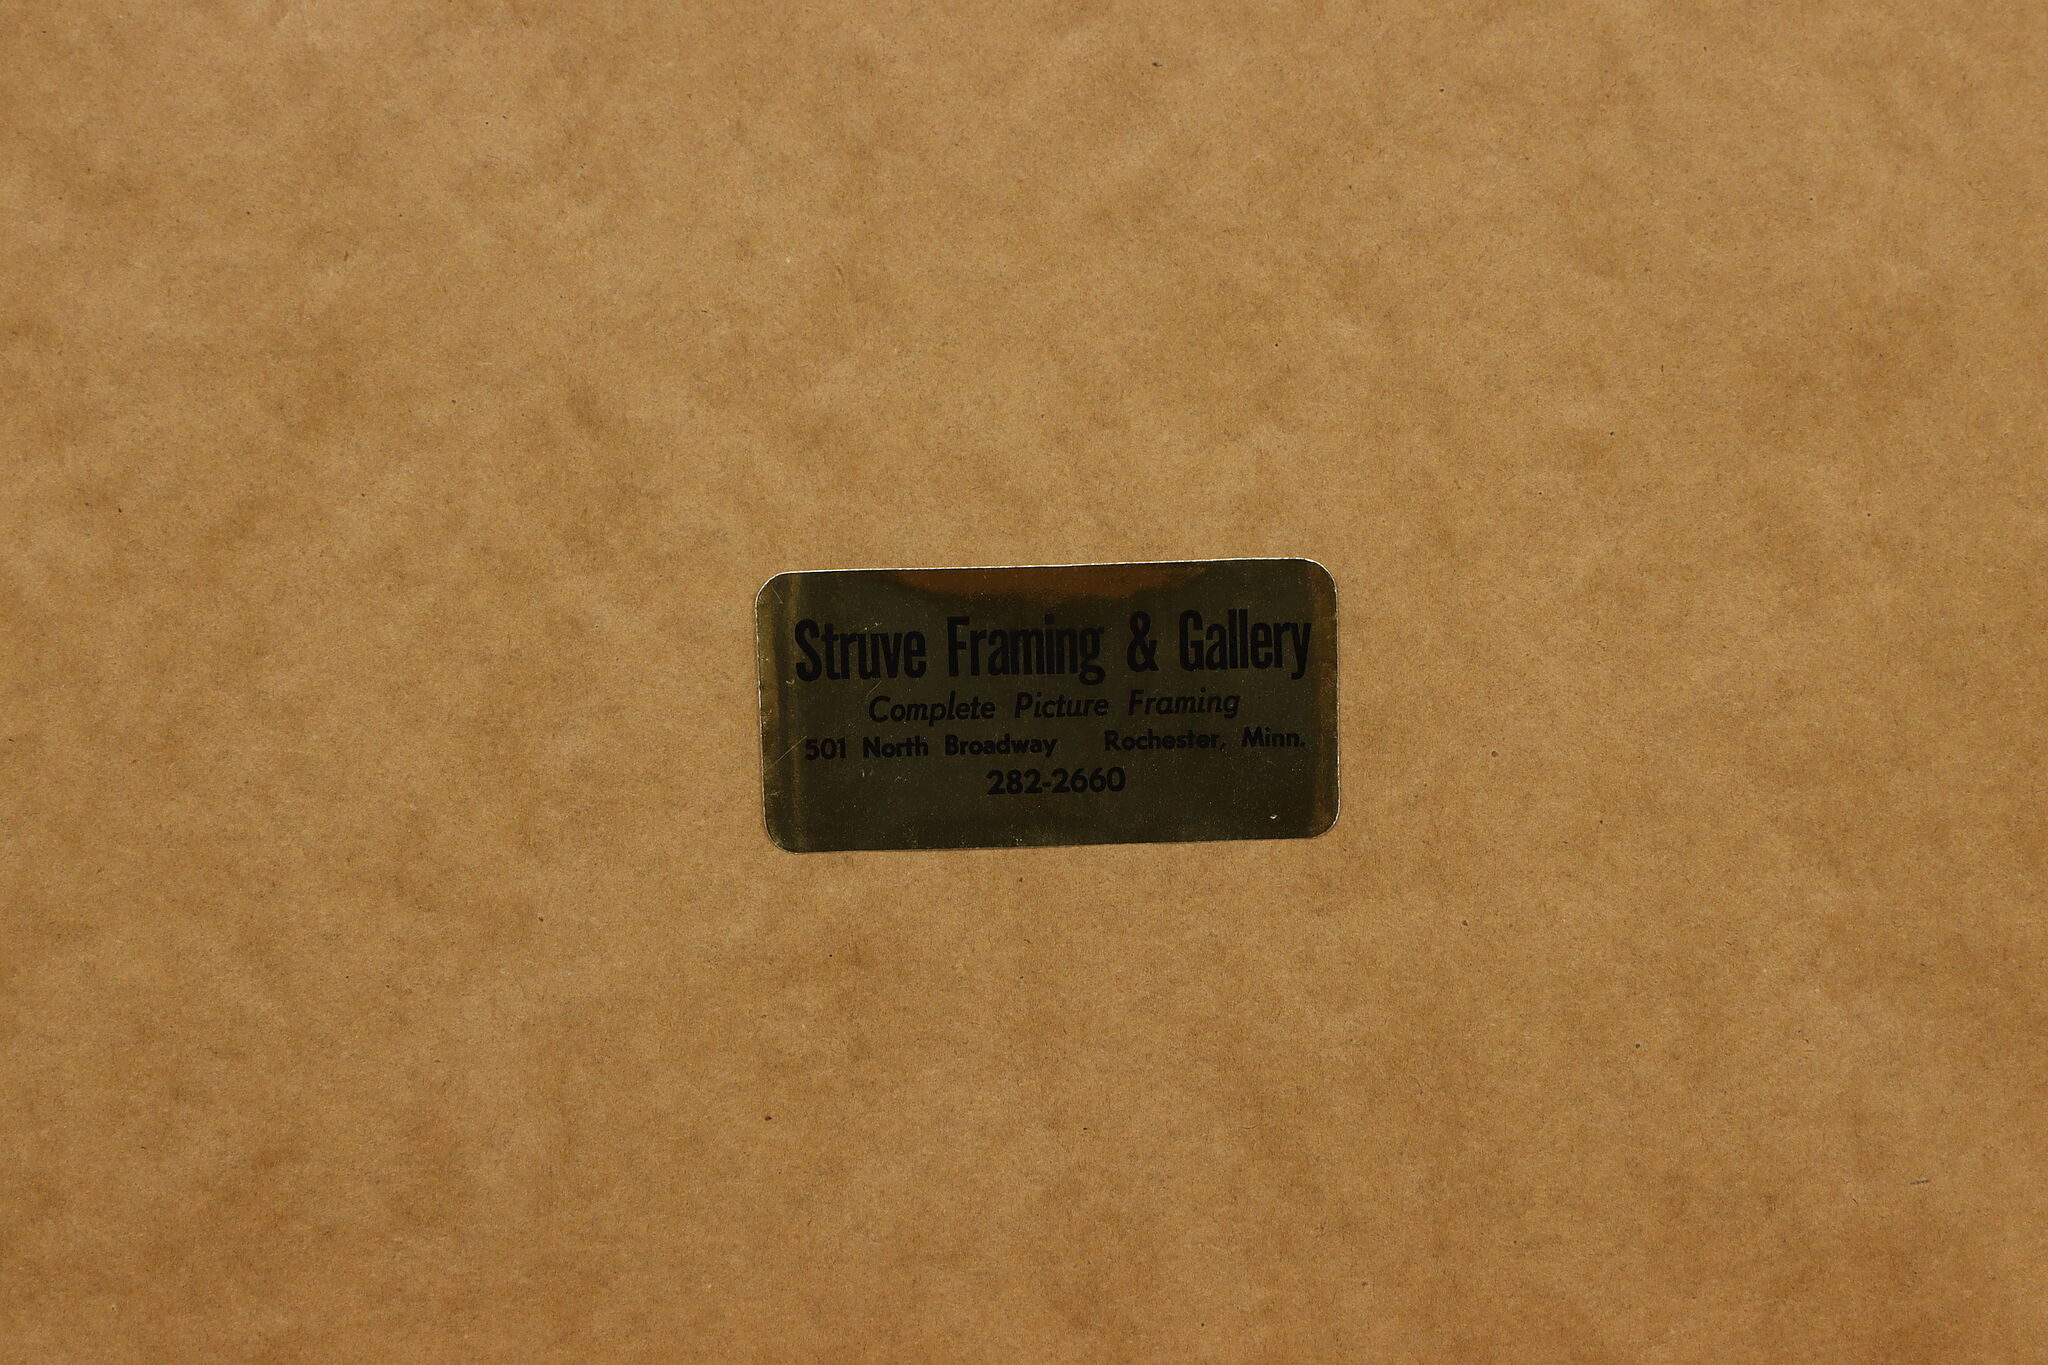 Struve Framing & Gallery
Complete Picture Framing
501 North Broadway Rochester, Minn.
282-2660